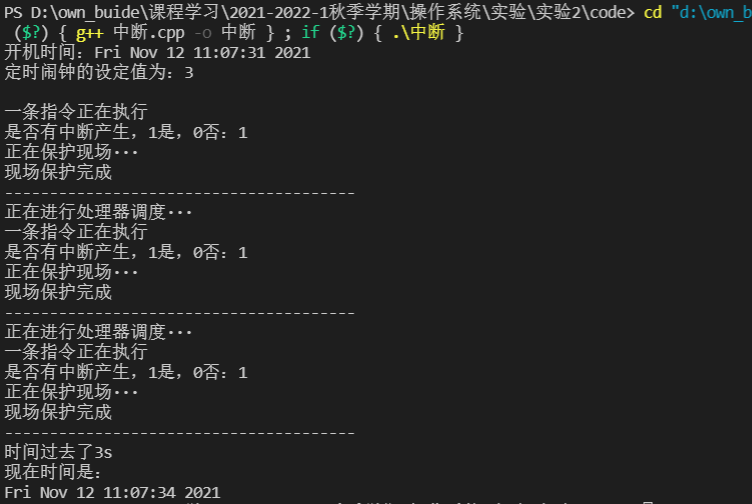 PS D:\own_buide\课程学习\2021-2022-1秋季学期\操作系统\实验\实验2\code> cd "d:\own_b
($?) { g++ 中断.cpp -o 中断 } ; if ($?) { .\中断 }
开机时间：Fri Nov 12 11:07:31 2021
定时闹钟的设定值为：3
一条指令正在执行
是否有中断产生，1是，0否：1
正在保护现场···
现场保护完成
---------------------------------------
正在进行处理器调度···
一条指令正在执行
是否有中断产生，1是，0否：1
正在保护现场···
现场保护完成
---------------------------------------
正在进行处理器调度···
一条指令正在执行
是否有中断产生，1是，0否：1
正在保护现场···
现场保护完成
---------------------------------------
时间过去了3s
现在时间是：
Fri Nov 12 11:07:34 2021